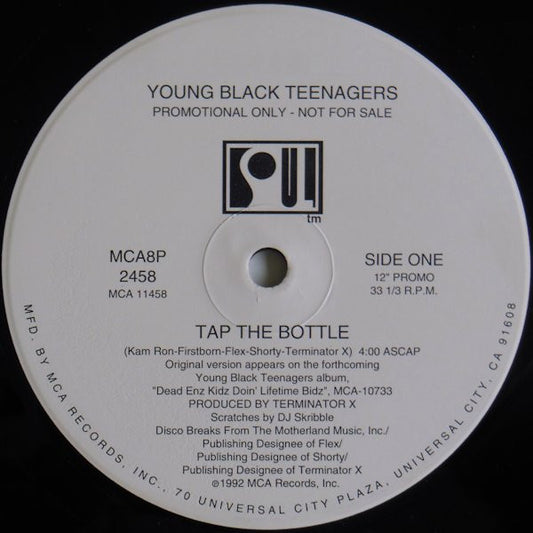 YOUNG BLACK TEENAGERS
PROMOTIONAL ONLY - NOT FOR SALE
SOUL
tm
MCA8P
2458
MCA 11458
SIDE ONE
12" PROMO
33 1/3 R.P.M.
TAP THE BOTTLE
(Kam Ron-Firstborn-Flex-Shorty-Terminator X) 4:00 ASCAP
Original version appears on the forthcoming
Young Black Teenagers album,
"Dead Enz Kidz Doin' Lifetime Bidz", MCA-10733
PRODUCED BY TERMINATOR X
Scratches by DJ Skribble
Disco Breaks From The Motherland Music, Inc./
Publishing Designee of Flex/
Publishing Designee of Shorty/
Publishing Designee of Terminator X
©1992 MCA Records, Inc.
MFD. BY MCA RECORDS, INC., 70 UNIVERSAL CITY PLAZA, UNIVERSAL CITY, CA 91608